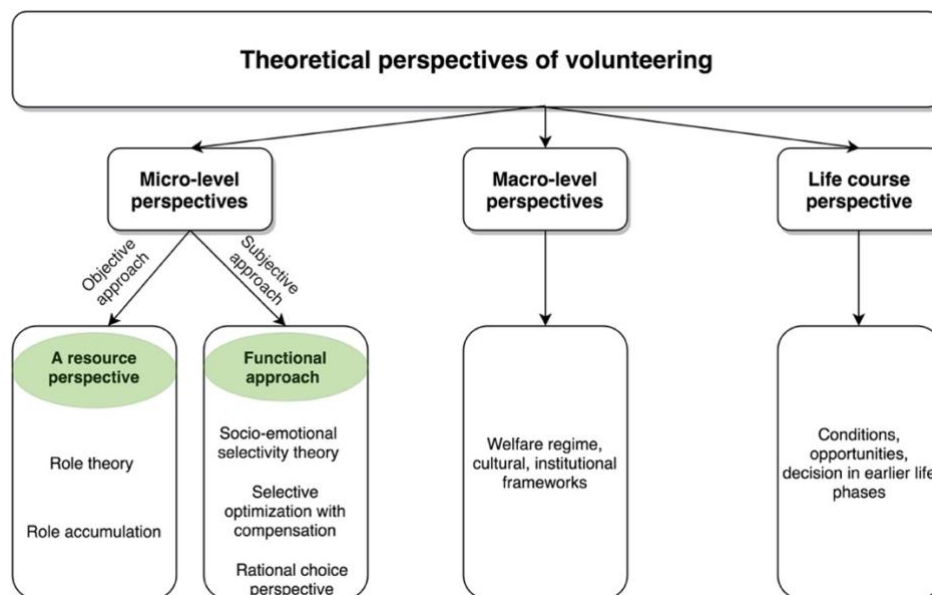 Theoretical perspectives of volunteering
Micro-level
perspectives
Macro-level
perspectives
Life course
perspective
Objective
approach
Subjective
approach
A resource
perspective
Role theory
Role accumulation
Functional
approach
Socio-emotional
selectivity theory
Selective
optimization with
compensation
Rational choice
perspective
Welfare regime,
cultural, institutional
frameworks
Conditions,
opportunities,
decision in earlier life
phases